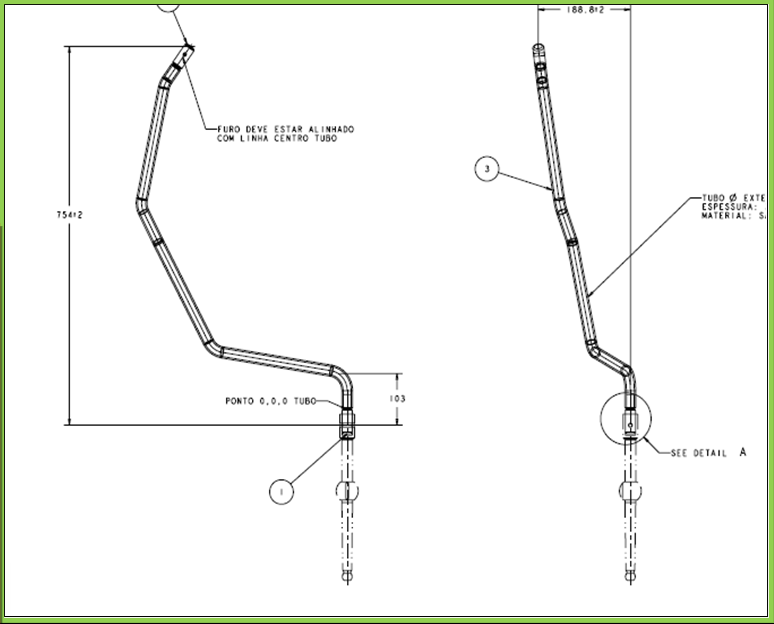 188.8±2
FURO DEVE ESTAR ALINHADO
COM LINHA CENTRO TUBO
3
TUBO Ø EXTE
ESPESSURA:
MATERIAL: S
754±2
PONTO 0,0,0 TUBO
103
SEE DETAIL A
1